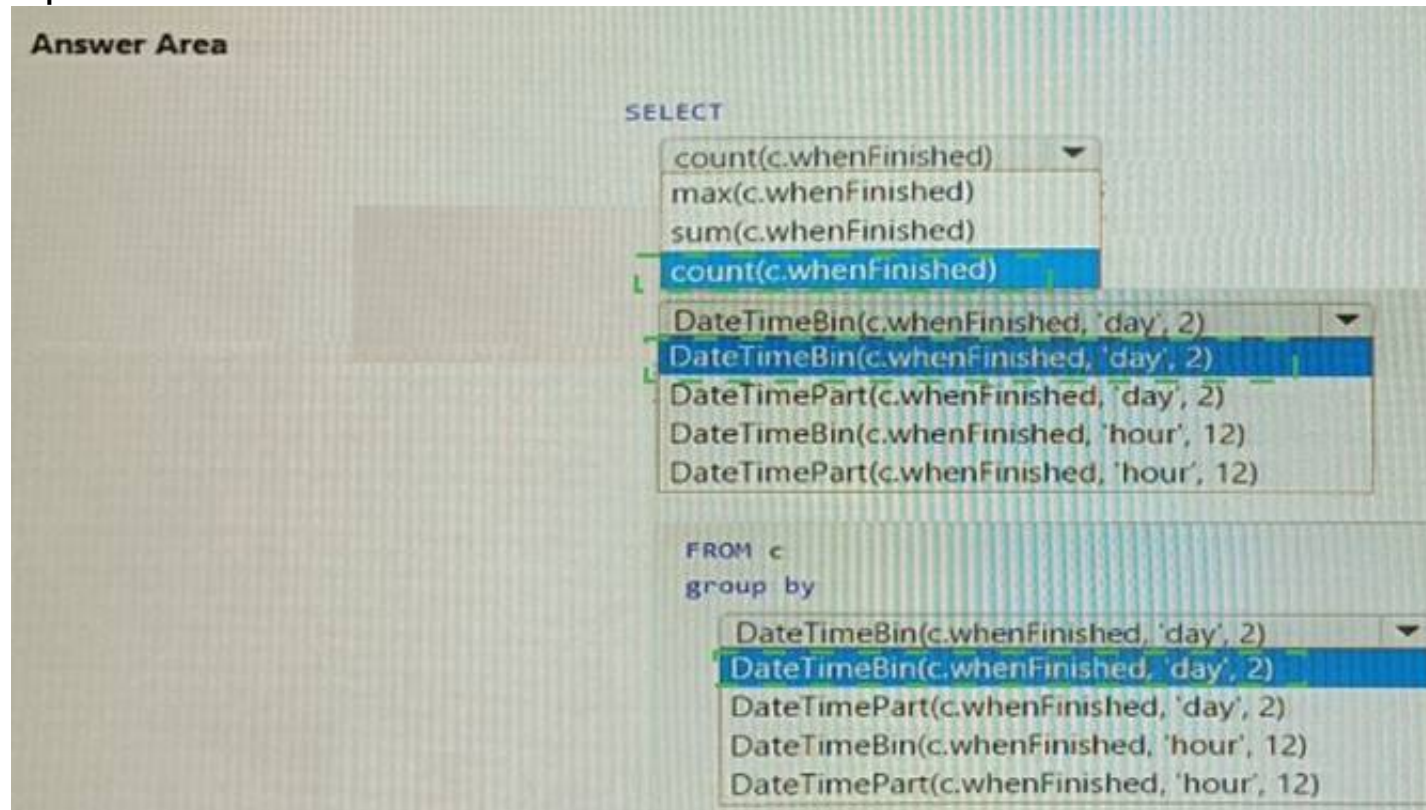 Answer Area
SELECT
count(c.whenFinished)
max(c.whenFinished)
sum(c.whenFinished)
count(c.whenFinished)
DateTimeBin(c.whenFinished, 'day', 2)
DateTimeBin(c.whenFinished, 'day', 2)
DateTimePart(c.whenFinished, 'day', 2)
DateTimeBin(c.whenFinished, 'hour', 12)
DateTimePart(c.whenFinished, 'hour', 12)
FROM c
group by
DateTimeBin(c.whenFinished, 'day', 2)
DateTimeBin(c.whenFinished, 'day', 2)
DateTimePart(c.whenFinished, 'day', 2)
DateTimeBin(c.whenFinished, 'hour', 12)
DateTimePart(c.whenFinished, 'hour', 12)